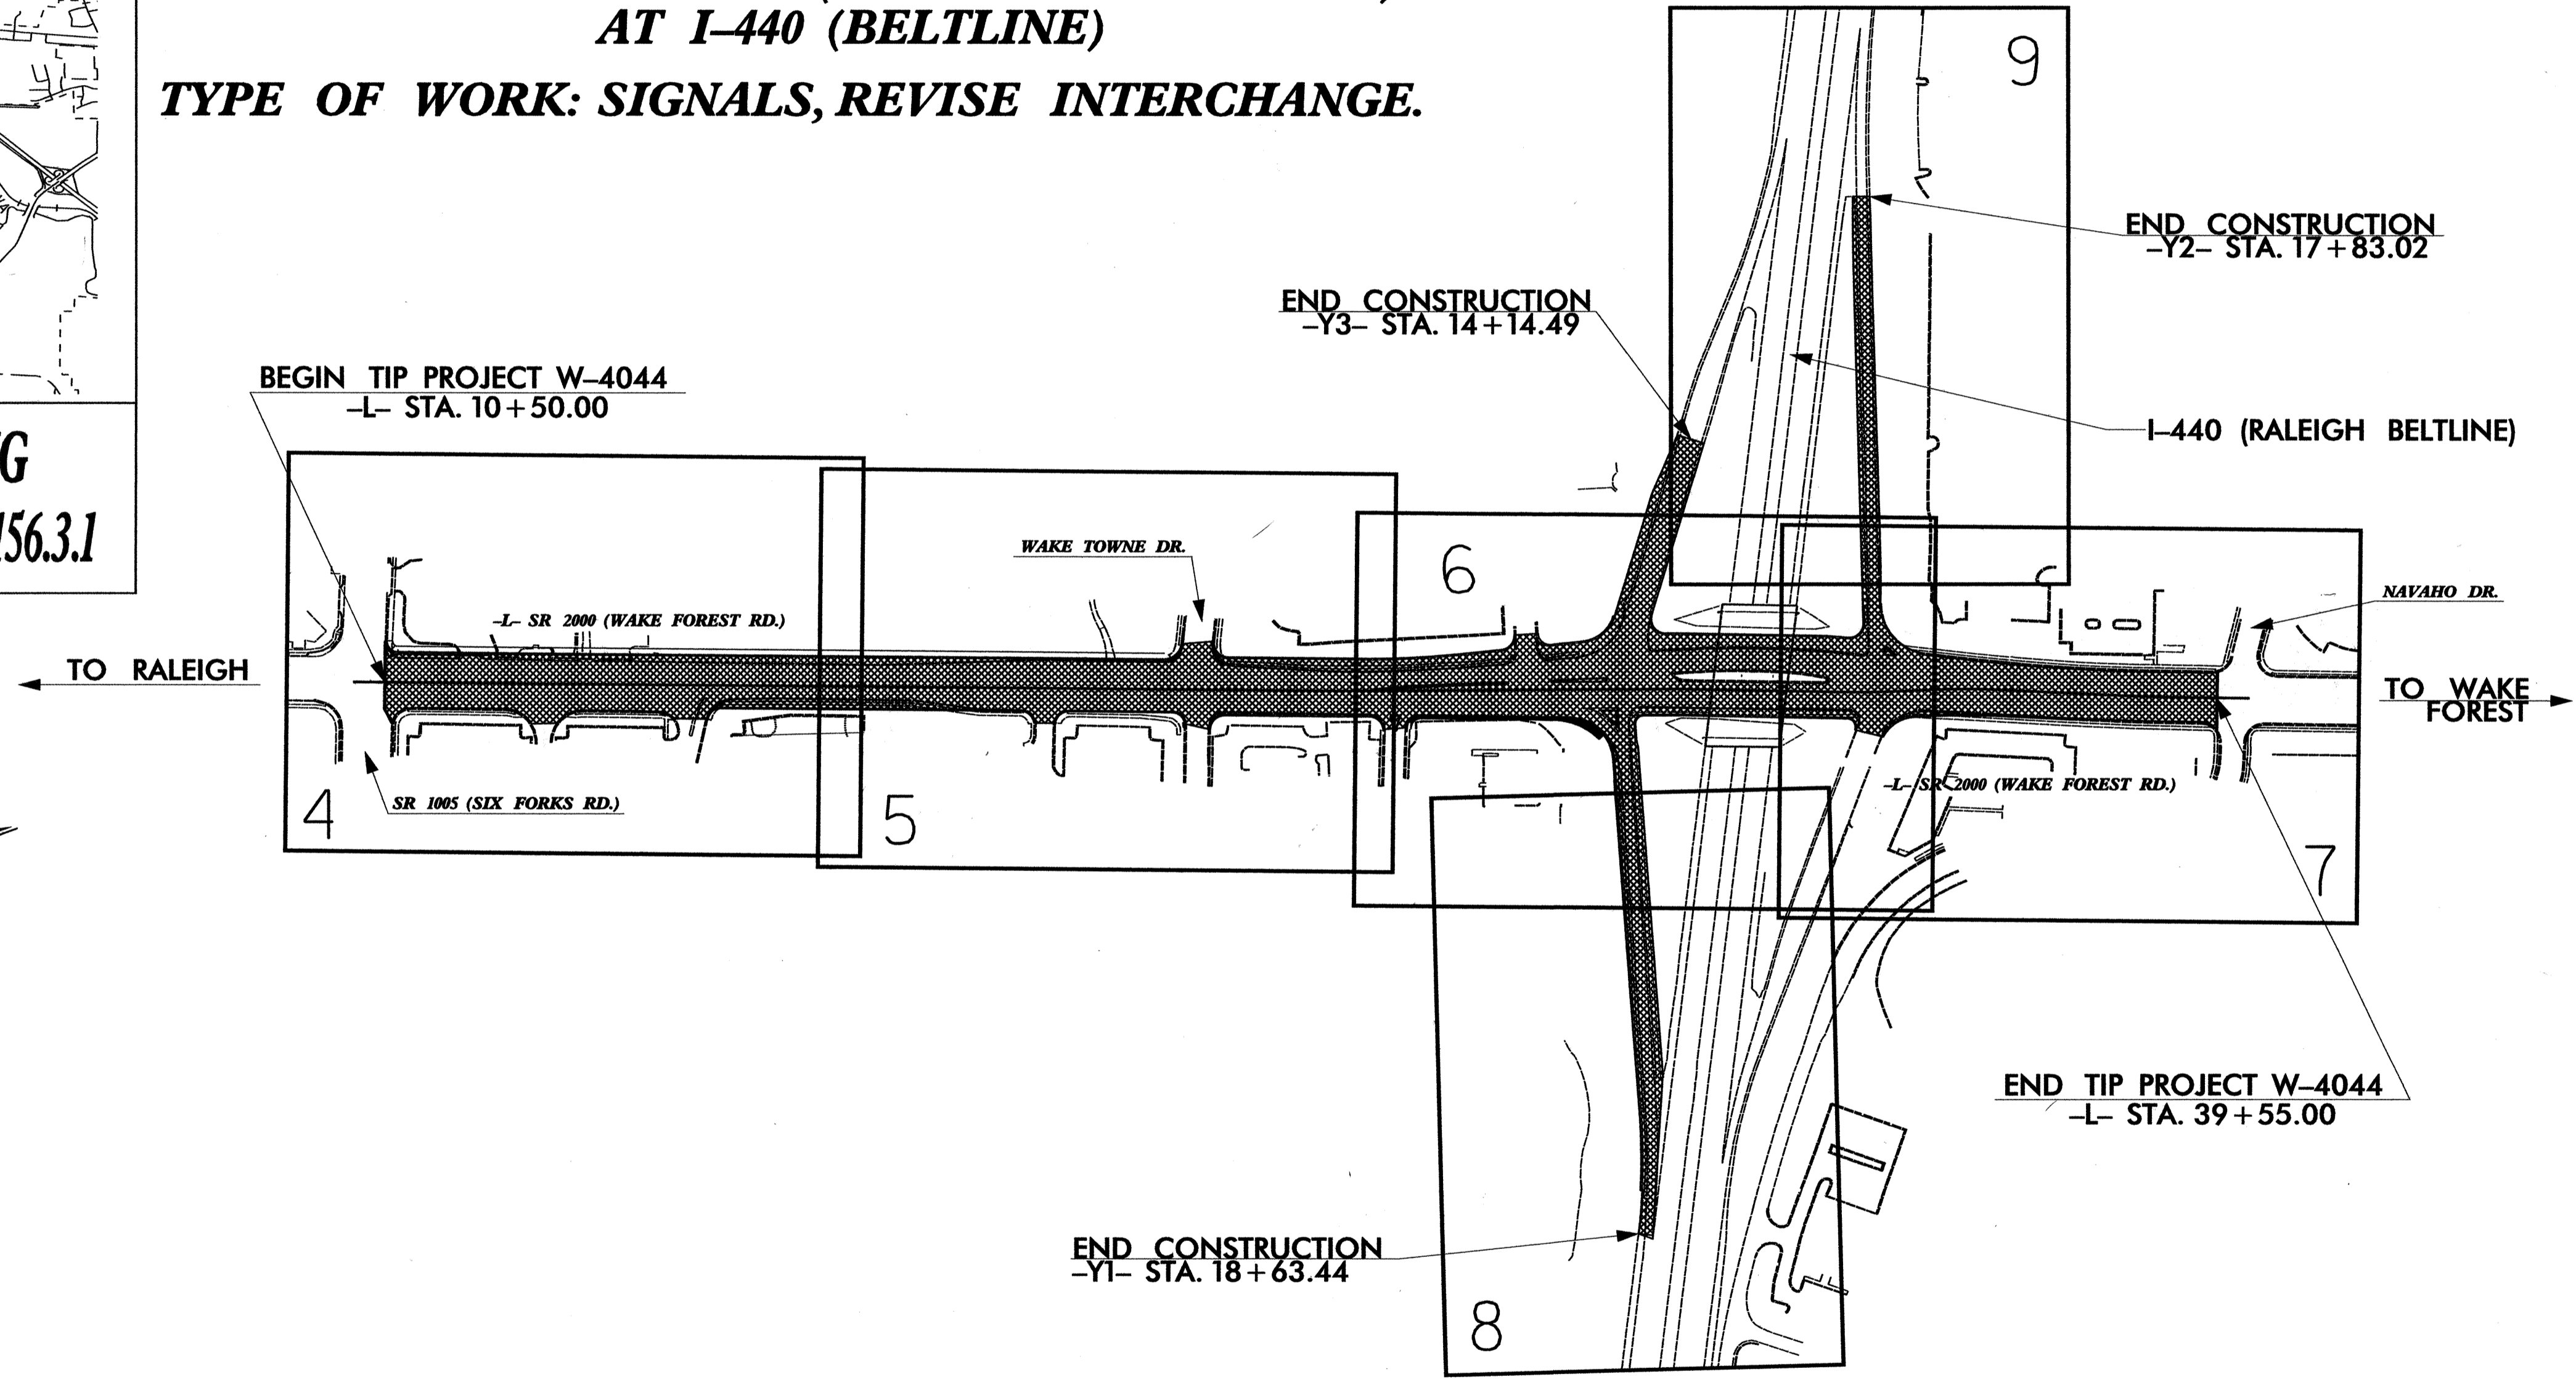 AT I–440 (BELTLINE)
TYPE OF WORK: SIGNALS, REVISE INTERCHANGE.
9
END CONSTRUCTION
–Y2– STA. 17+83.02
END CONSTRUCTION
–Y3– STA. 14+14.49
BEGIN TIP PROJECT W–4044
–L– STA. 10+50.00
I–440 (RALEIGH BELTLINE)
G
156.3.1
WAKE TOWNE DR.
6
NAVAHO DR.
–L– SR 2000 (WAKE FOREST RD.)
TO RALEIGH
TO WAKE
FOREST
–L– SR 2000 (WAKE FOREST RD.)
SR 1005 (SIX FORKS RD.)
4
5
7
END TIP PROJECT W–4044
–L– STA. 39+55.00
END CONSTRUCTION
–Y1– STA. 18+63.44
8